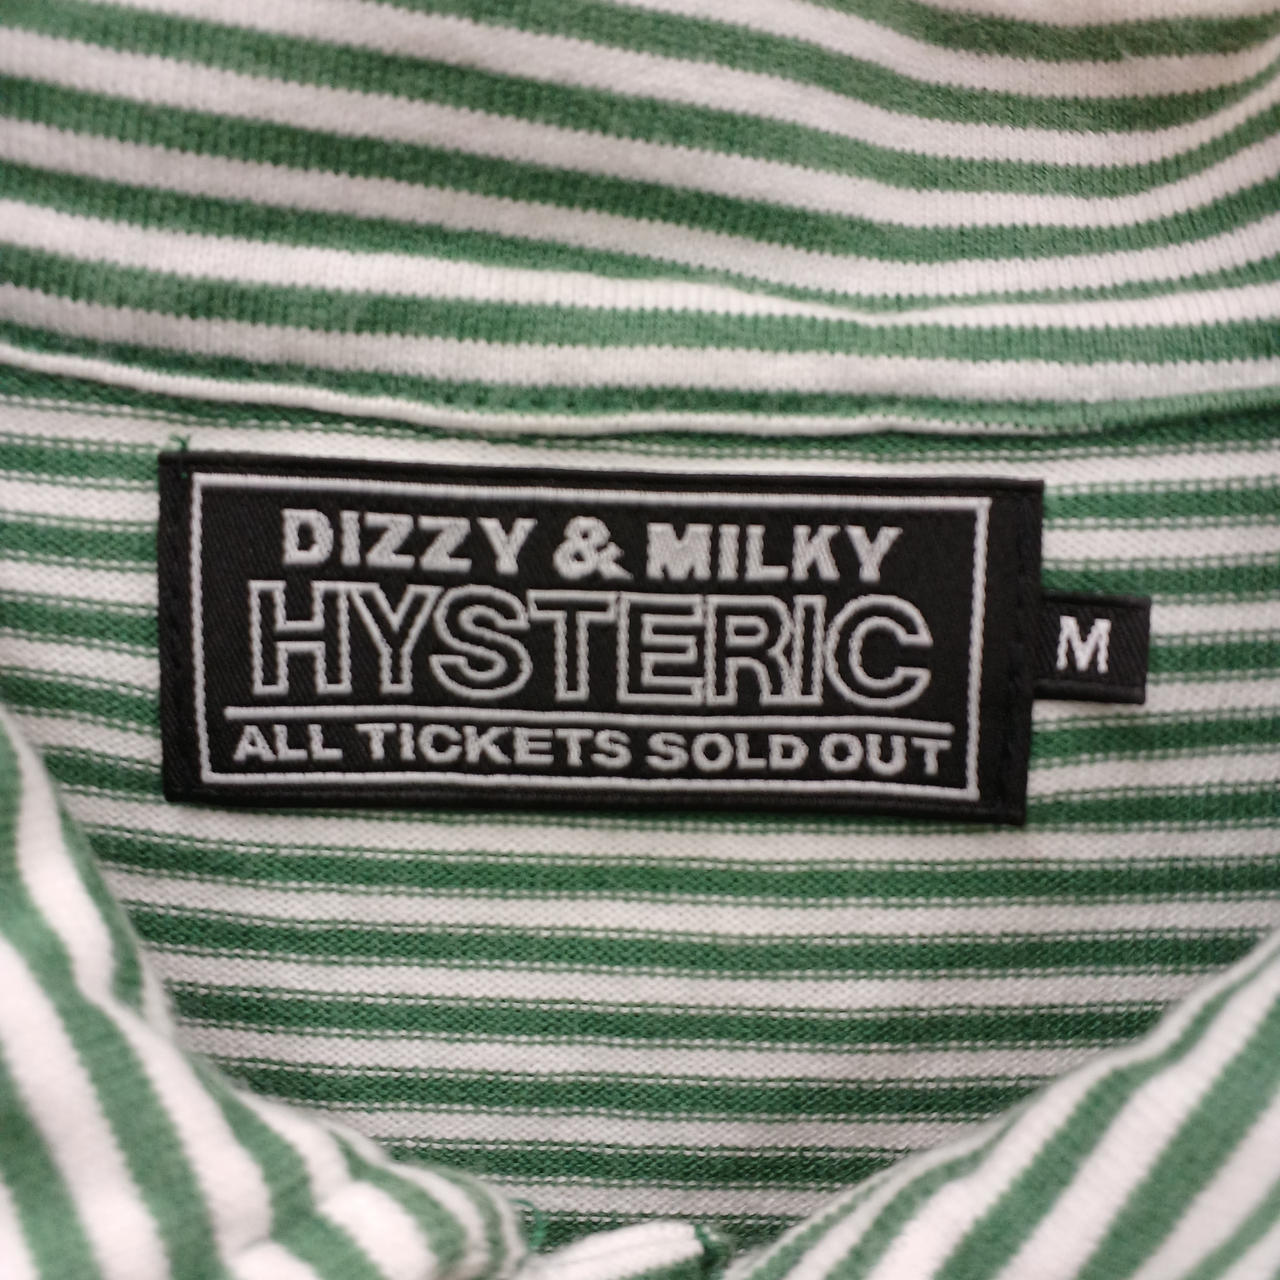 DIZZY & MILKY
HYSTERIC
ALL TICKETS SOLD OUT
M